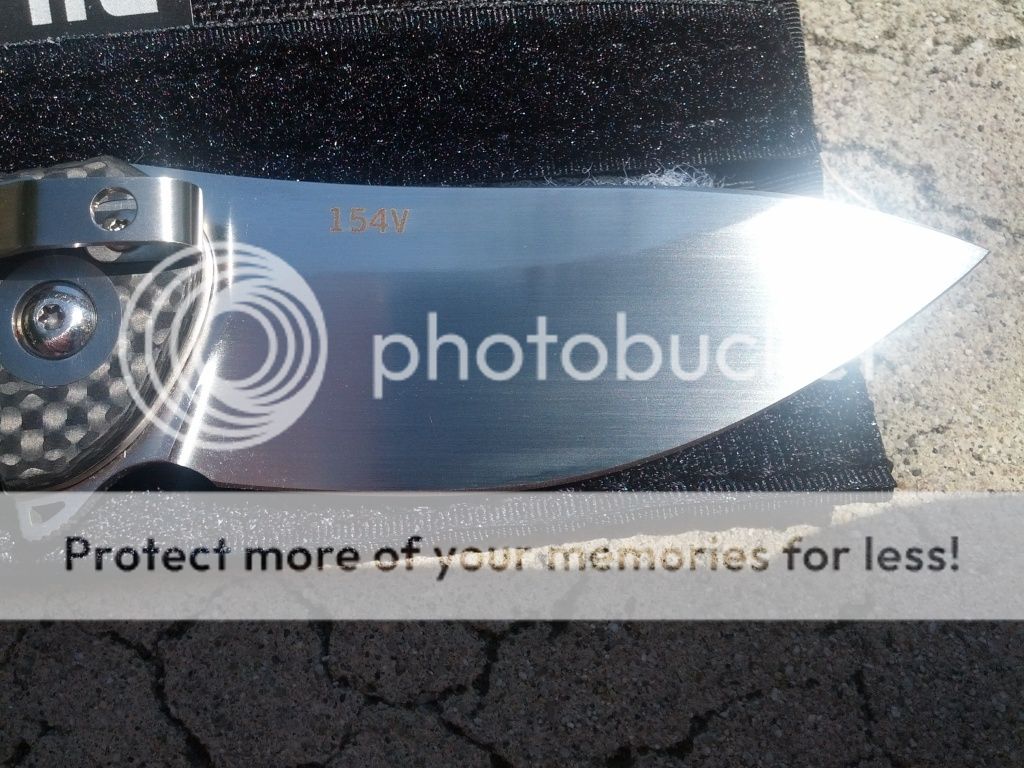 154V
photobucket
Protect more of your memories for less!